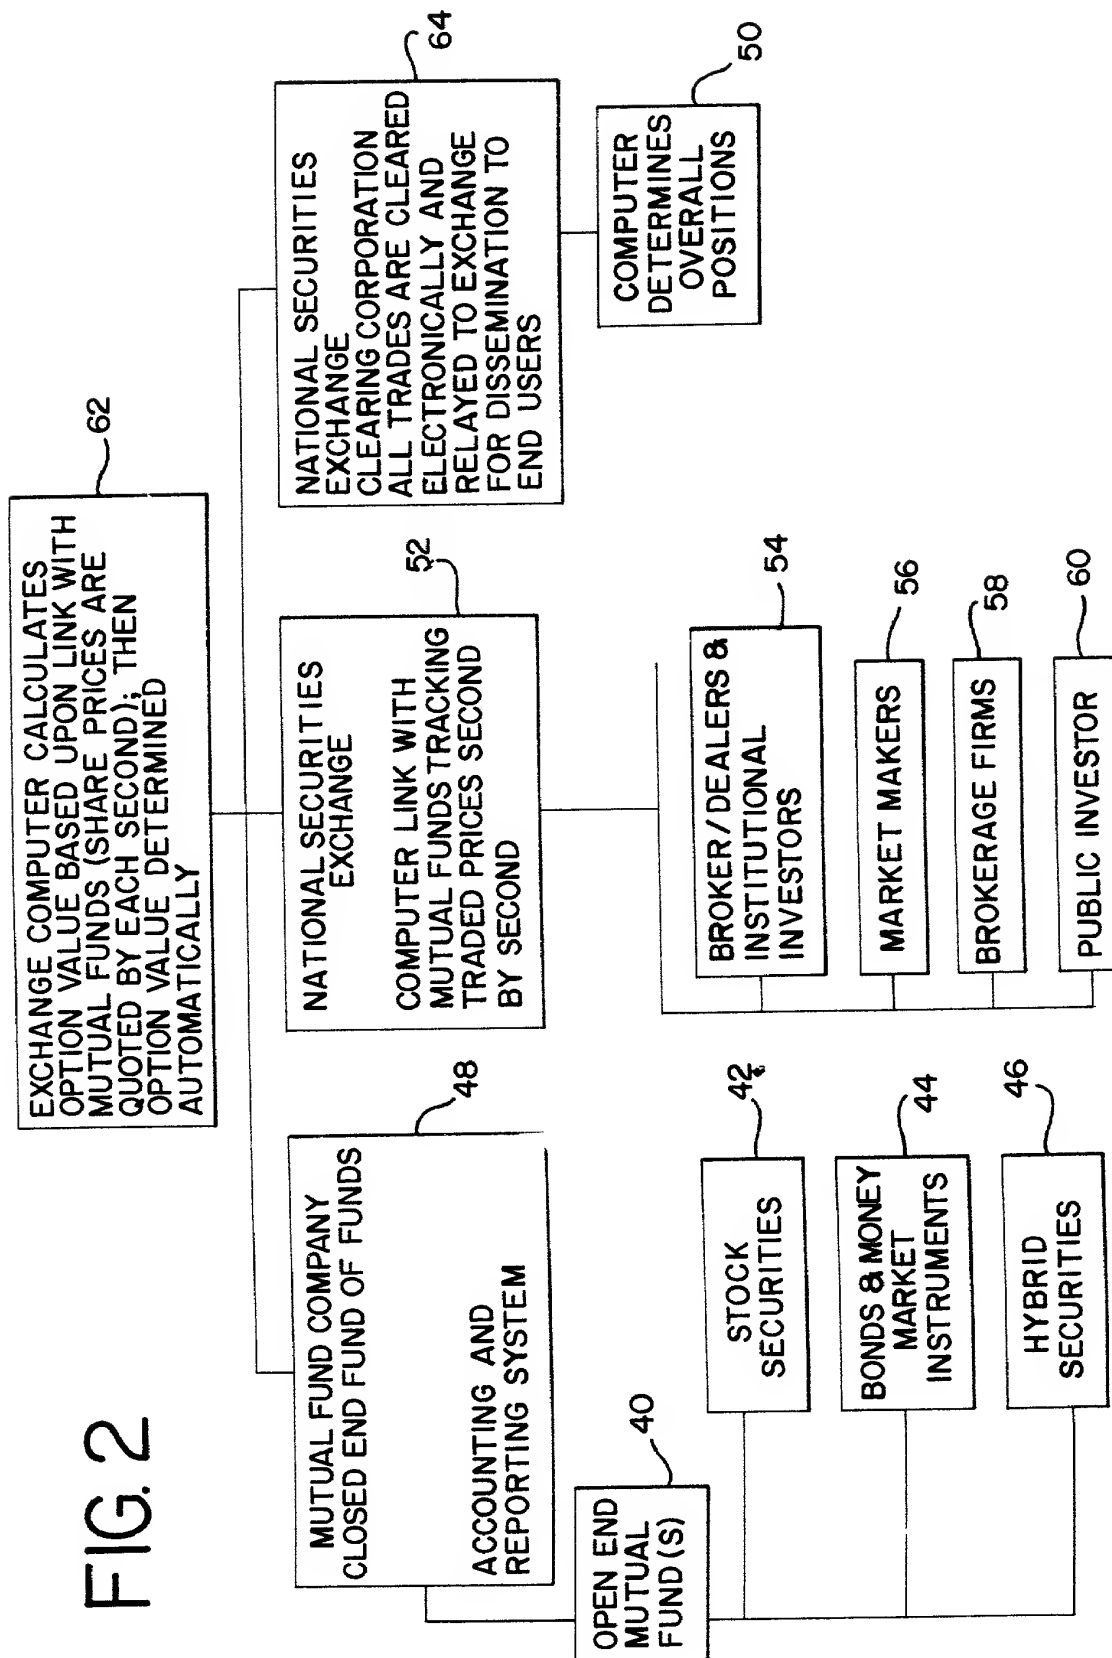 FIG. 2
EXCHANGE COMPUTER CALCULATES
OPTION VALUE BASED UPON LINK WITH
MUTUAL FUNDS (SHARE PRICES ARE
QUOTED BY EACH SECOND); THEN
OPTION VALUE DETERMINED
AUTOMATICALLY
62
MUTUAL FUND COMPANY
CLOSED END FUND OF FUNDS
ACCOUNTING AND
REPORTING SYSTEM
48
NATIONAL SECURITIES
EXCHANGE
COMPUTER LINK WITH
MUTUAL FUNDS TRACKING
TRADED PRICES SECOND
BY SECOND
52
NATIONAL SECURITIES
EXCHANGE
CLEARING CORPORATION
ALL TRADES ARE CLEARED
ELECTRONICALLY AND
RELAYED TO EXCHANGE
FOR DISSEMINATION TO
END USERS
64
OPEN END
MUTUAL
FUND(S)
40
STOCK
SECURITIES
42
BONDS & MONEY
MARKET
INSTRUMENTS
44
HYBRID
SECURITIES
46
BROKER/DEALERS &
INSTITUTIONAL
INVESTORS
54
MARKET MAKERS
56
BROKERAGE FIRMS
58
PUBLIC INVESTOR
60
COMPUTER
DETERMINES
OVERALL
POSITIONS
50